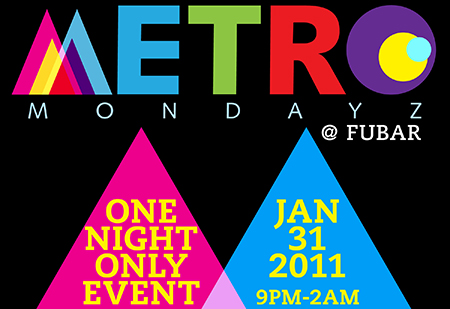 METRO
MONDAYZ
@ FUBAR
ONE
NIGHT
ONLY
EVENT
JAN
31
2011
9PM-2AM